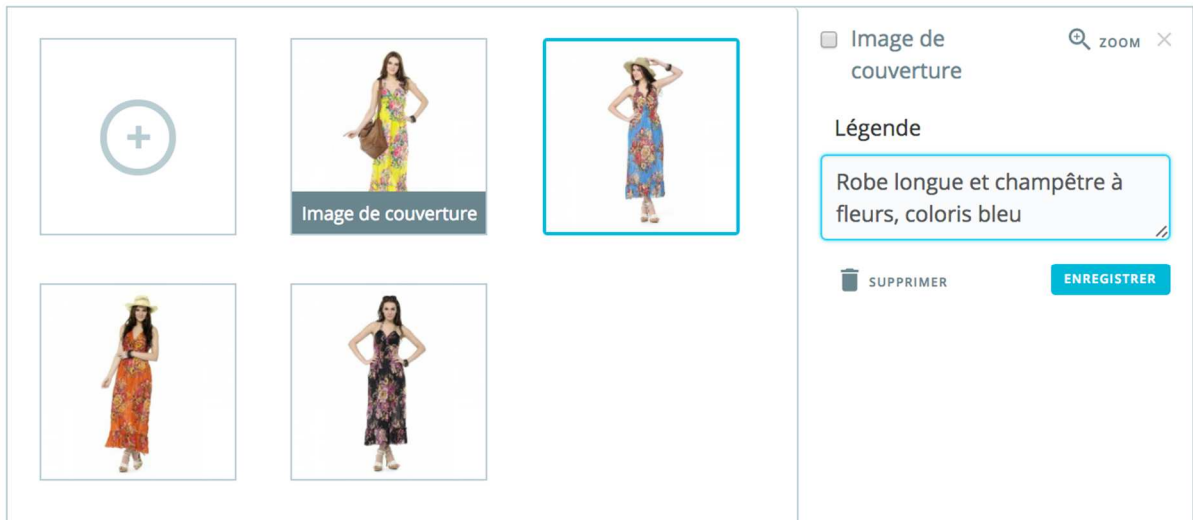 Image de couverture
Image de
couverture
ZOOM
Légende
Robe longue et champêtre à
fleurs, coloris bleu
SUPPRIMER
ENREGISTRER